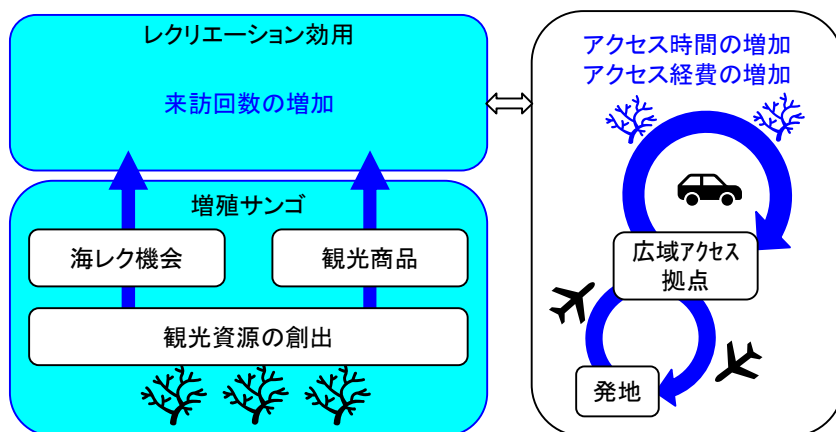 レクリエーション効用
来訪回数の増加
増殖サンゴ
海レク機会
観光商品
観光資源の創出
アクセス時間の増加
アクセス経費の増加
広域アクセス
拠点
発地